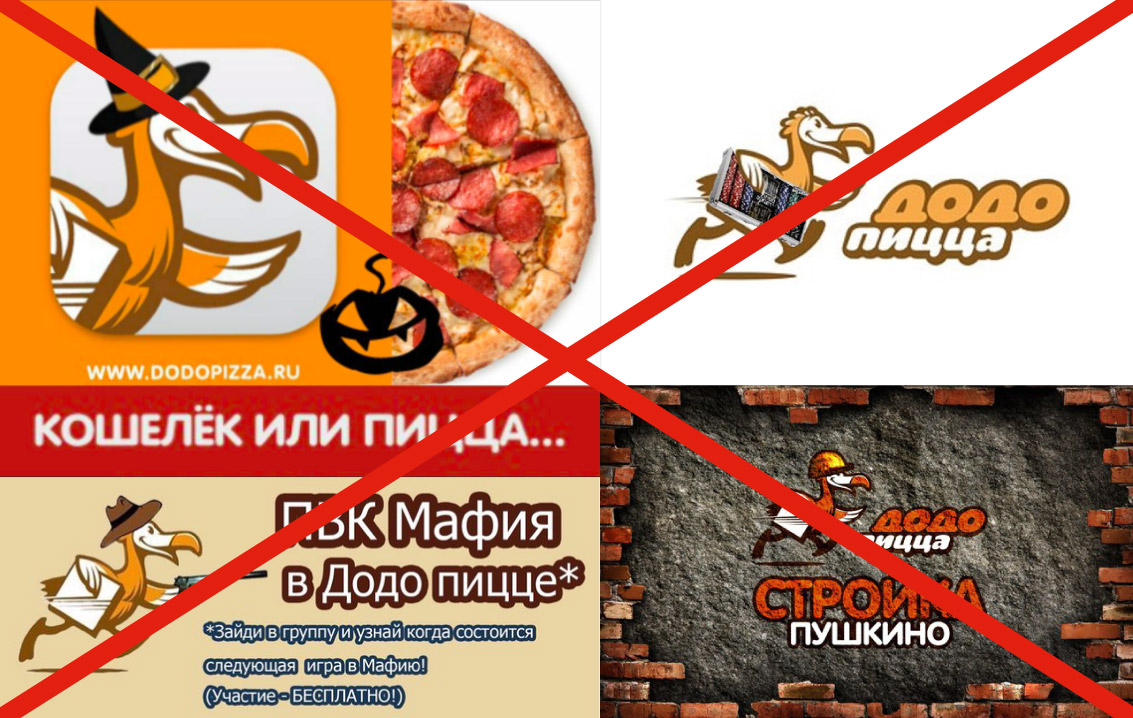 WWW.DODOPIZZA.RU
КОШЕЛЁК ИЛИ ПИЦЦА...
ДОДО
ПИЦЦА
ПБК Мафия
в Додо пицце*
*Зайди в группу и узнай когда состоится
следующая игра в Мафию!
(Участие - БЕСПЛАТНО!)
ДОДО
ПИЦЦА
СТРОЙКА
ПУШКИНО